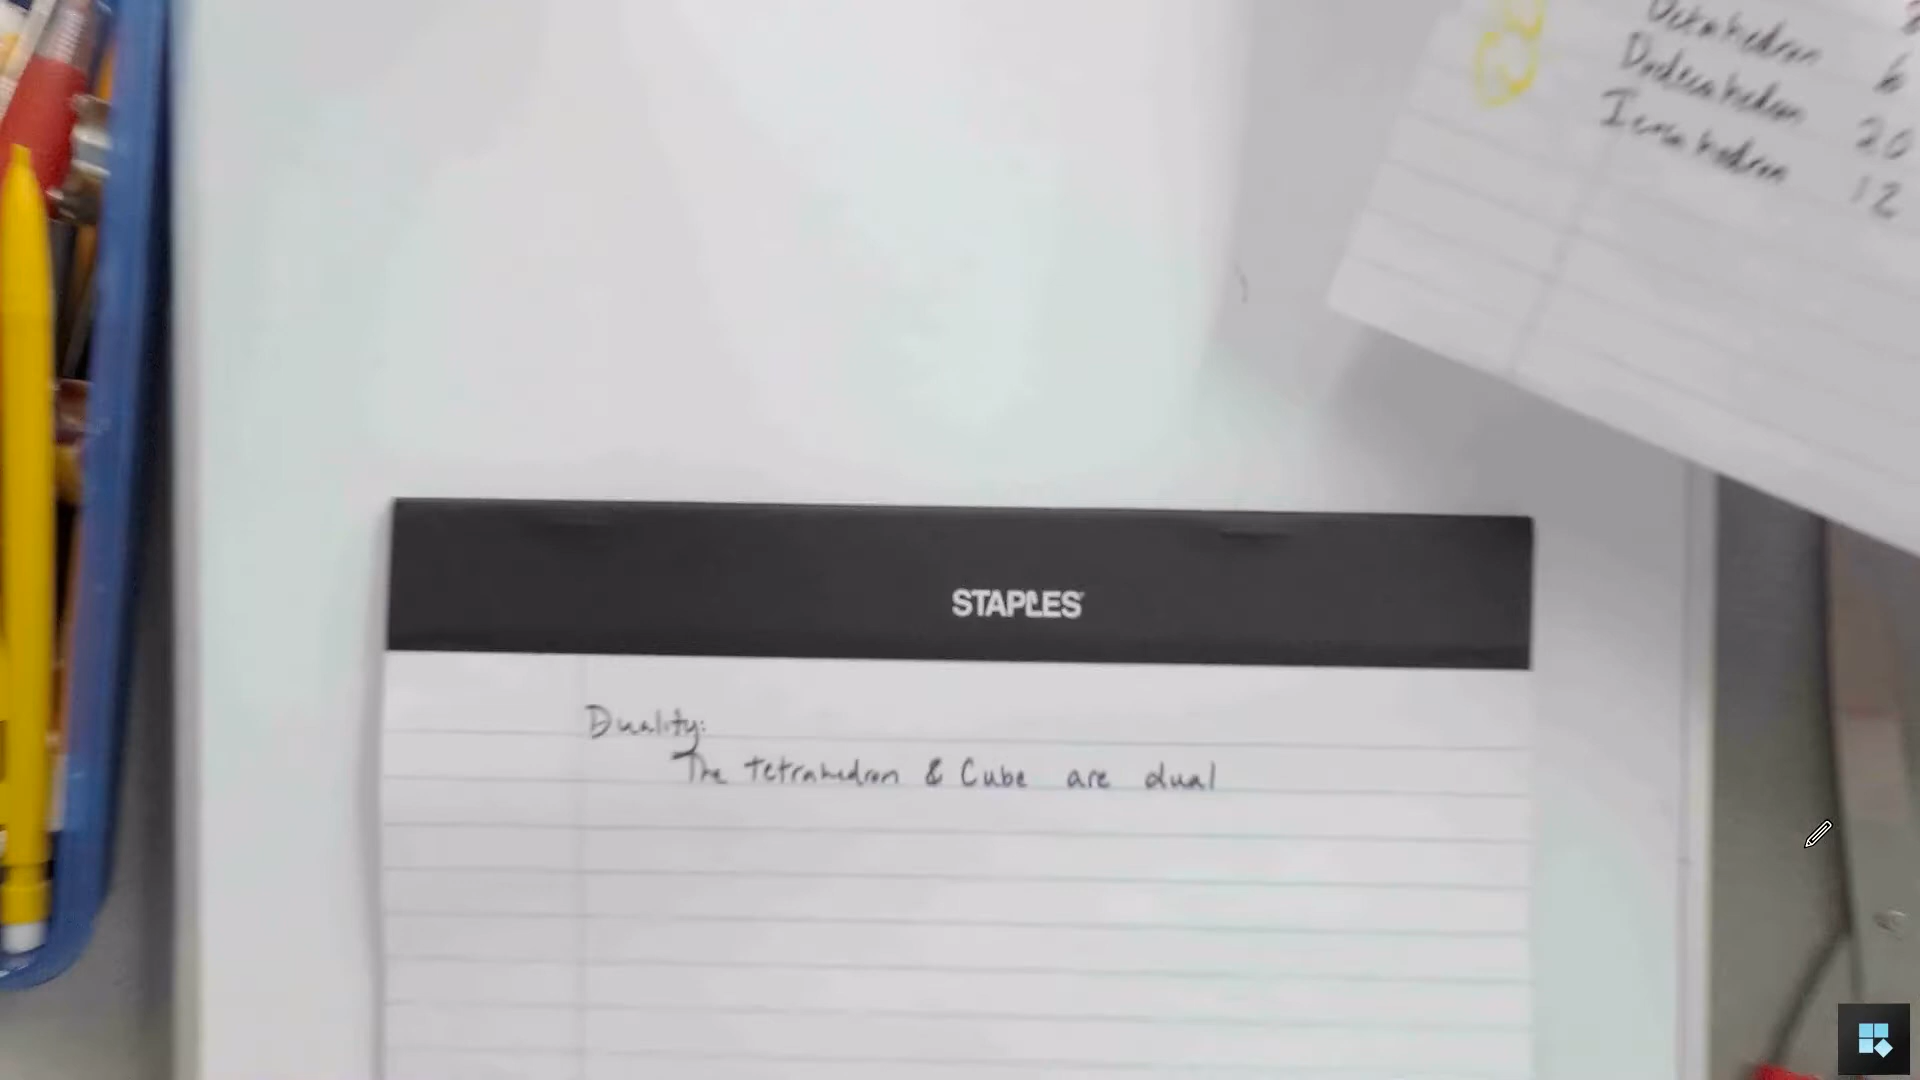 Octahedron 6
Dodecahedron 20
Icosahedron 12
STAPLES
Duality:
The tetrahedron & Cube are dual